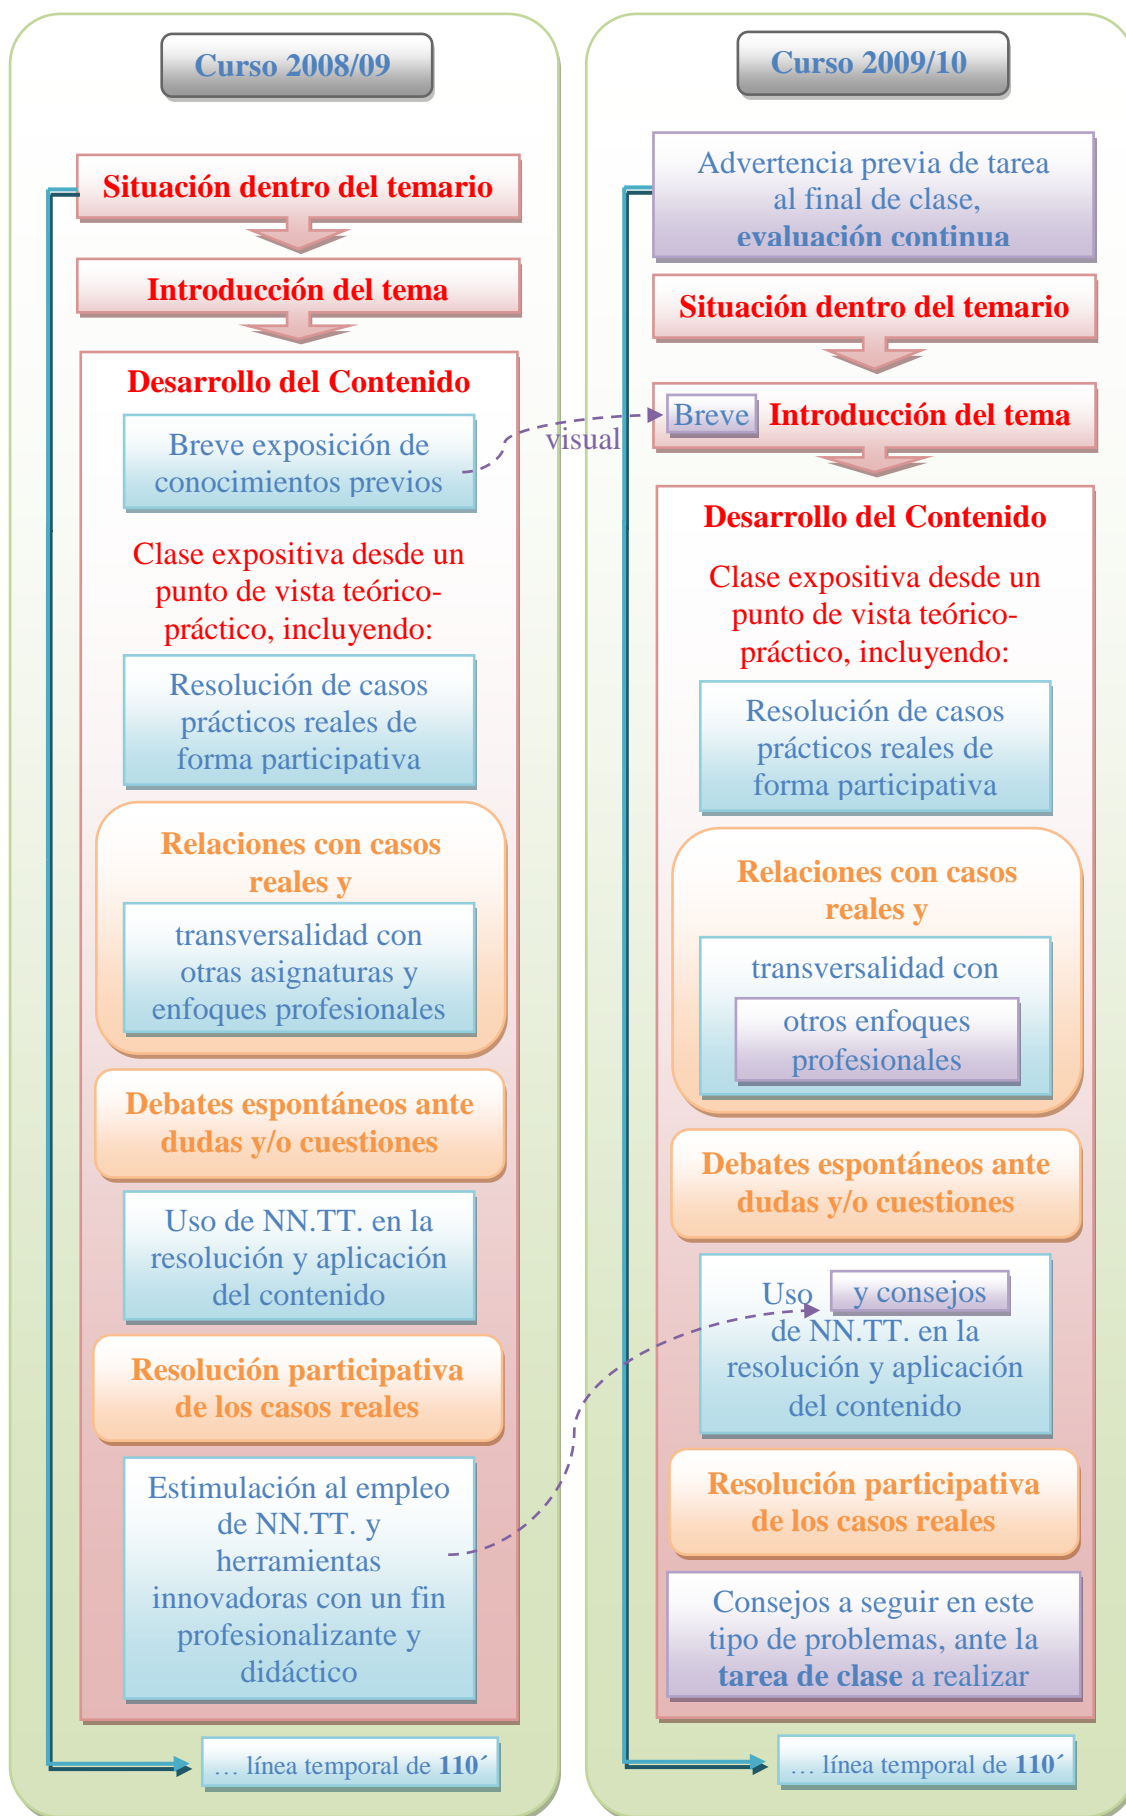 Curso 2008/09
Situación dentro del temario
Introducción del tema
Desarrollo del Contenido
Breve exposición de
conocimientos previos
Clase expositiva desde un
punto de vista teórico-
práctico, incluyendo:
Resolución de casos
prácticos reales de
forma participativa
Relaciones con casos
reales y
transversalidad con
otras asignaturas y
enfoques profesionales
Debates espontáneos ante
dudas y/o cuestiones
Uso de NN.TT. en la
resolución y aplicación
del contenido
Resolución participativa
de los casos reales
Estimulación al empleo
de NN.TT. y
herramientas
innovadoras con un fin
profesionalizante y
didáctico
… línea temporal de 110´
visual
Curso 2009/10
Advertencia previa de tarea
al final de clase,
evaluación continua
Situación dentro del temario
Breve Introducción del tema
Desarrollo del Contenido
Clase expositiva desde un
punto de vista teórico-
práctico, incluyendo:
Resolución de casos
prácticos reales de
forma participativa
Relaciones con casos
reales y
transversalidad con
otros enfoques
profesionales
Debates espontáneos ante
dudas y/o cuestiones
Uso y consejos
de NN.TT. en la
resolución y aplicación
del contenido
Resolución participativa
de los casos reales
Consejos a seguir en este
tipo de problemas, ante la
tarea de clase a realizar
… línea temporal de 110´